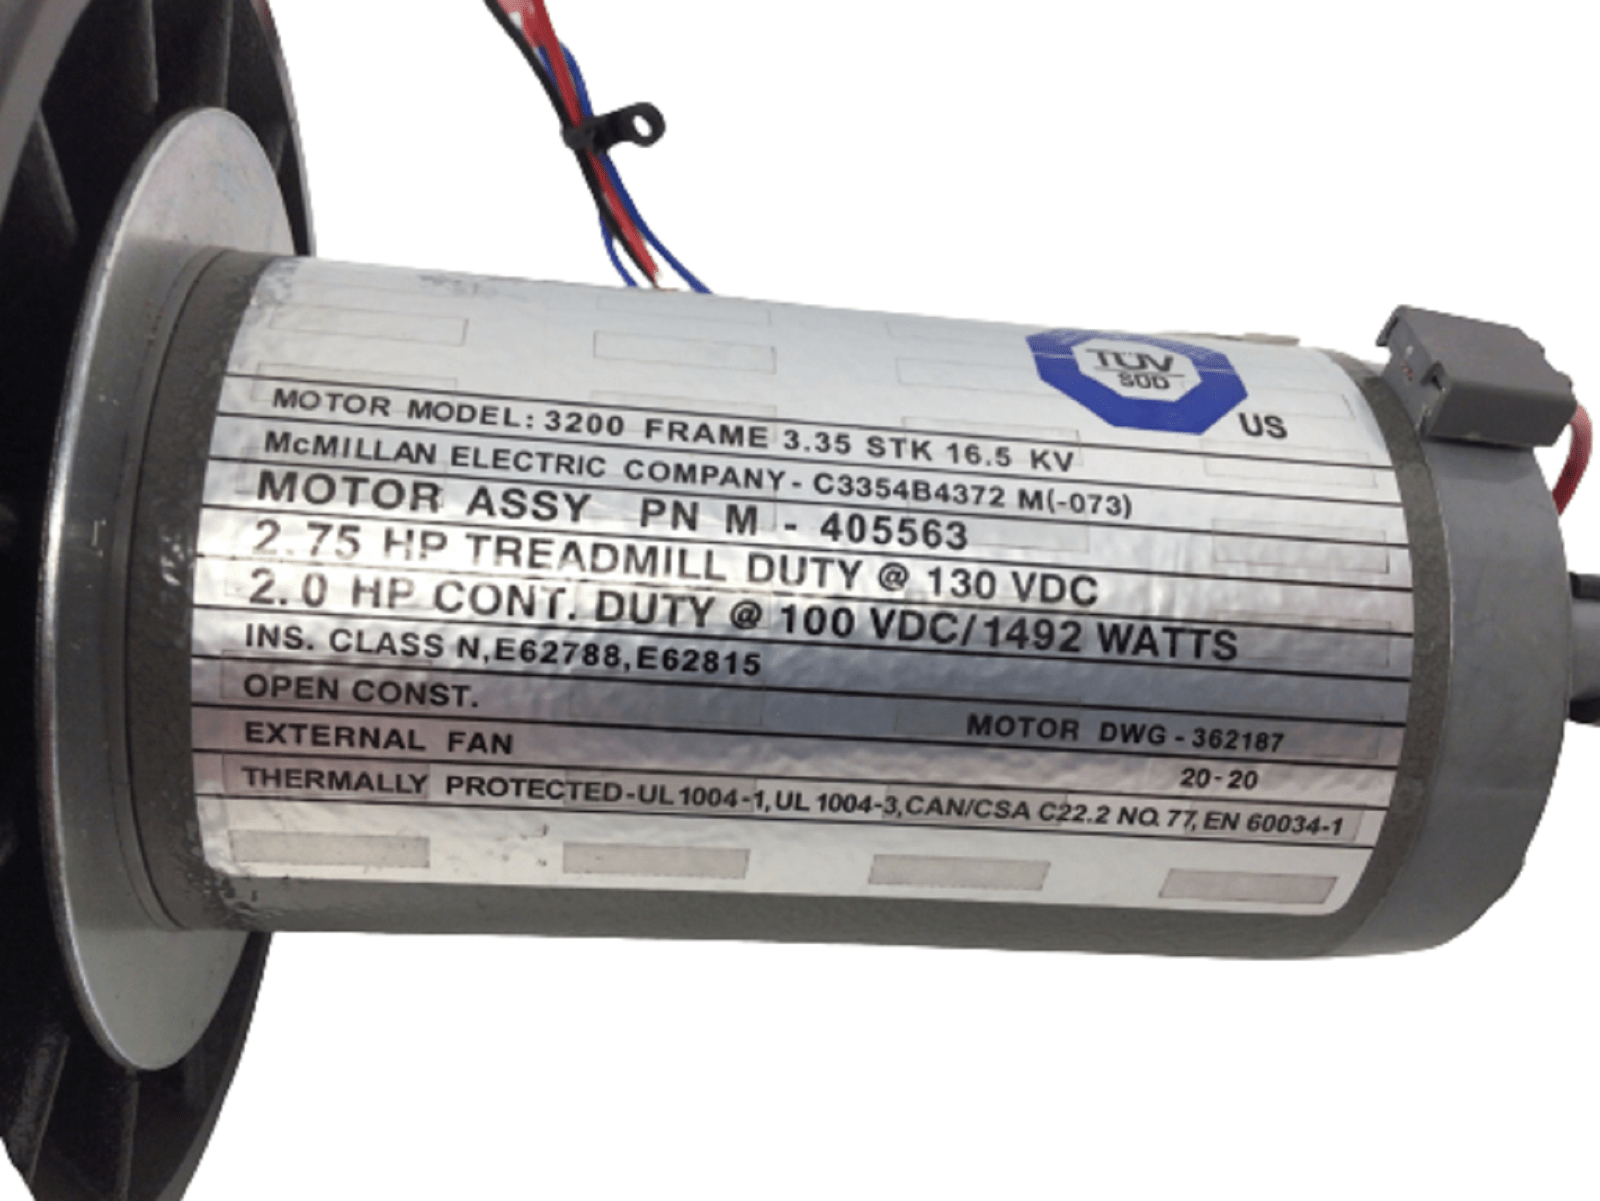 TÜV
SÜD
US
MOTOR MODEL: 3200 FRAME 3.35 STK 16.5 KV
McMILLAN ELECTRIC COMPANY - C3354B4372 M(-073)
MOTOR ASSY PN M - 405563
2.75 HP TREADMILL DUTY @ 130 VDC
2.0 HP CONT. DUTY @ 100 VDC/1492 WATTS
INS. CLASS N,E62788,E62815
OPEN CONST.
MOTOR DWG - 362187
EXTERNAL FAN
20-20
THERMALLY PROTECTED-UL 1004-1, UL 1004-3, CAN/CSA C22.2 NO. 77, EN 60034-1